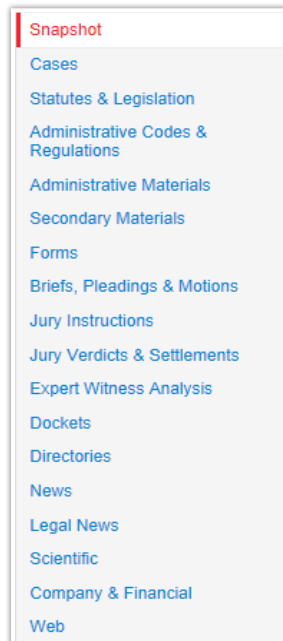 Snapshot
Cases
Statutes & Legislation
Administrative Codes &
Regulations
Administrative Materials
Secondary Materials
Forms
Briefs, Pleadings & Motions
Jury Instructions
Jury Verdicts & Settlements
Expert Witness Analysis
Dockets
Directories
News
Legal News
Scientific
Company & Financial
Web